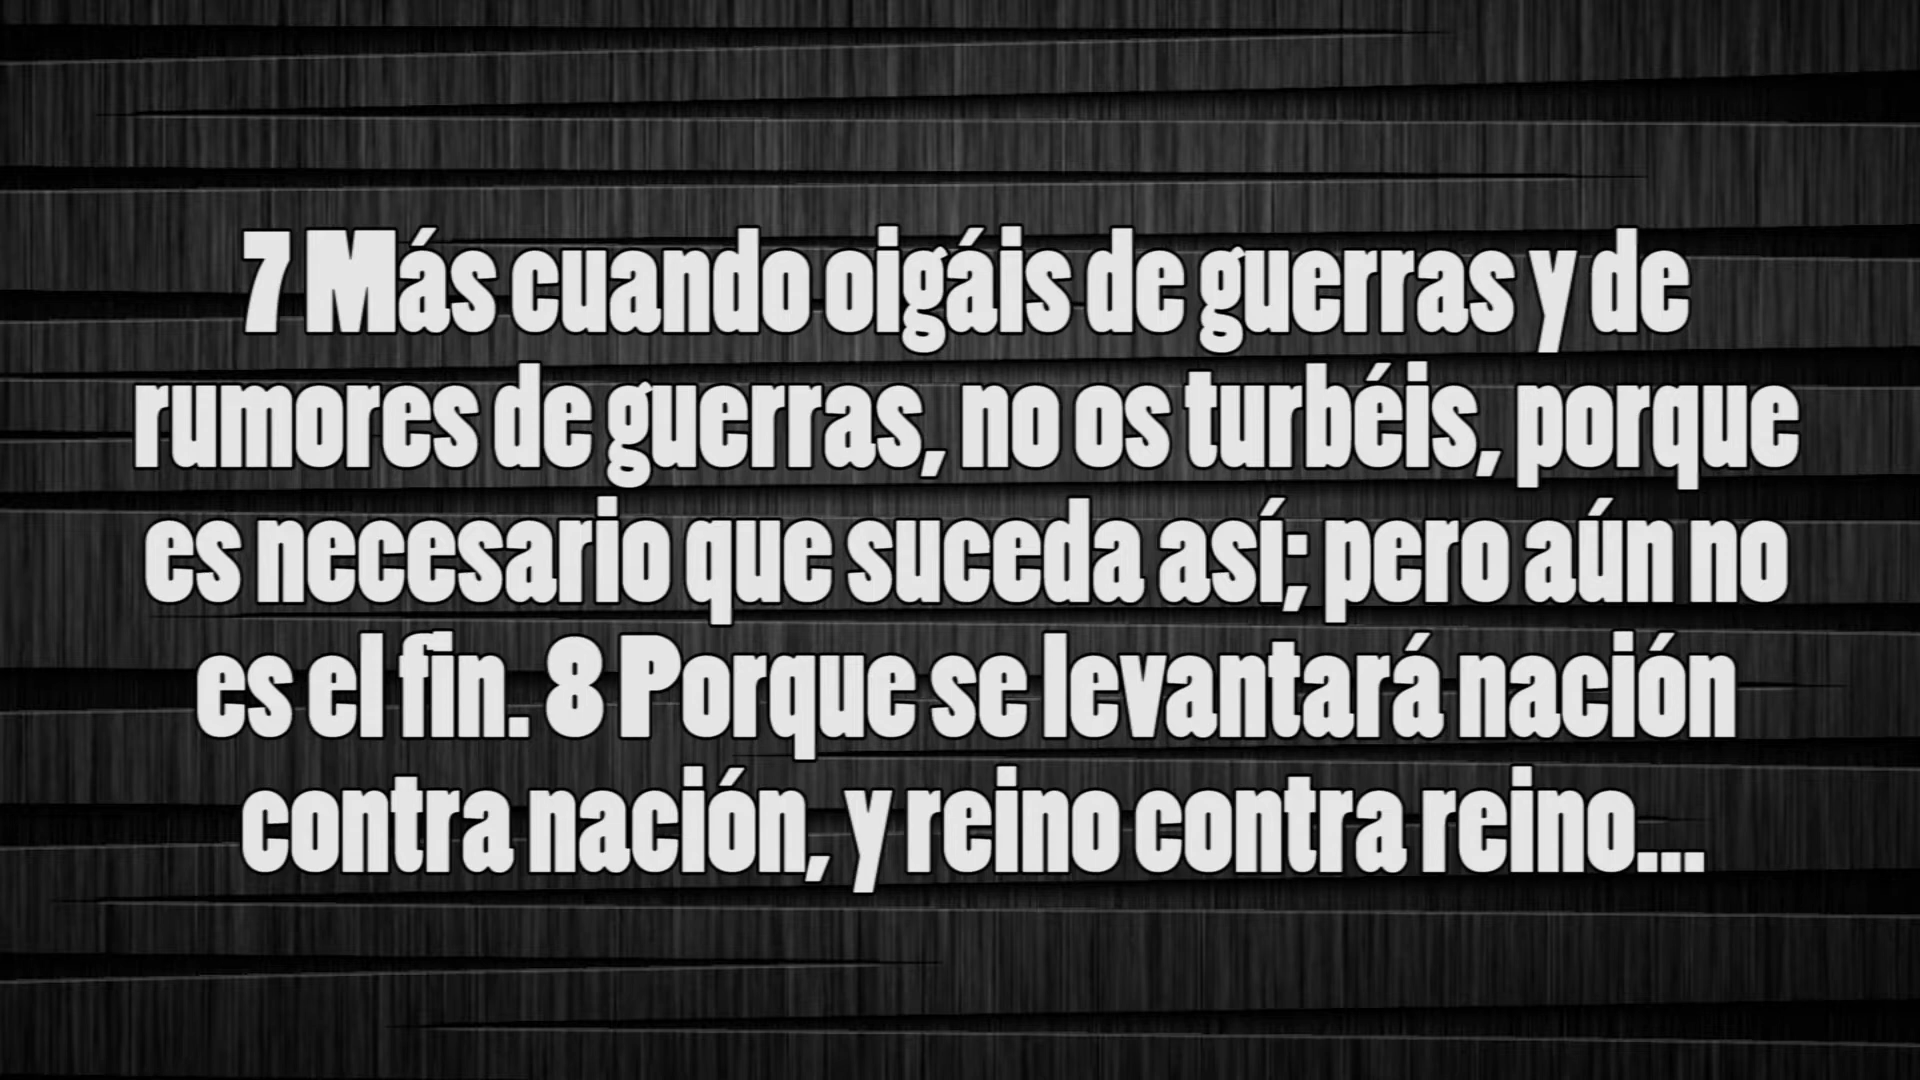 7 Más cuando oigáis de guerras y de
rumores de guerras, no os turbéis, porque
es necesario que suceda así; pero aún no
es el fin. 8 Porque se levantará nación
contra nación, y reino contra reino...